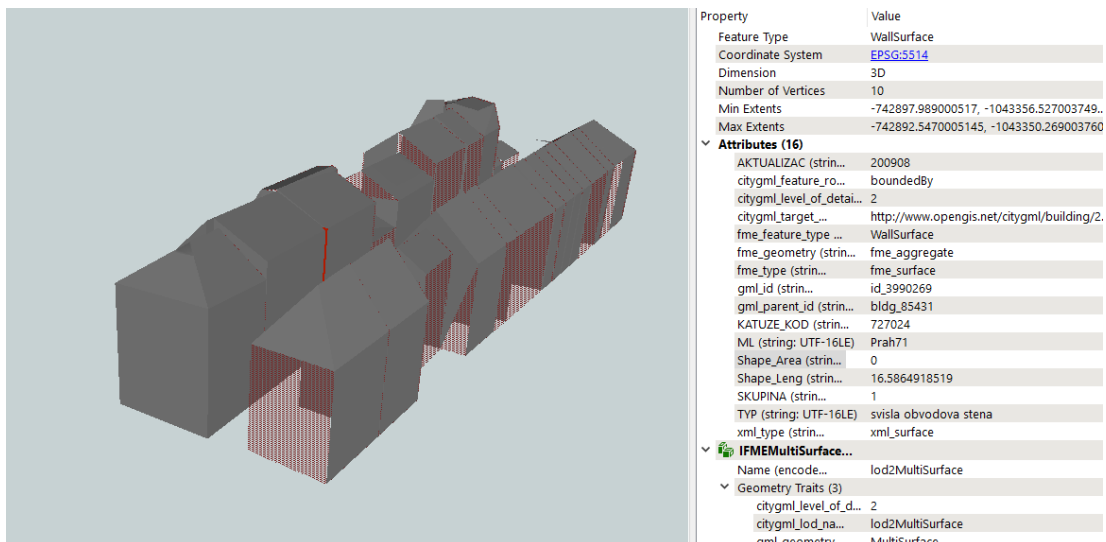 Property Value
Feature Type WallSurface
Coordinate System EPSG:5514
Dimension 3D
Number of Vertices 10
Min Extents -742897.989000517, -1043356.527003749...
Max Extents -742892.5470005145, -1043350.269003760
Attributes (16)
AKTUALIZAC (strin... 200908
citygml_feature_ro... boundedBy
citygml_level_of_detai... 2
citygml_target_... http://www.opengis.net/citygml/building/2.
fme_feature_type ... WallSurface
fme_geometry (strin... fme_aggregate
fme_type (strin... fme_surface
gml_id (strin... id_3990269
gml_parent_id (strin... bldg_85431
KATUZE_KOD (strin... 727024
ML (string: UTF-16LE) Prah71
Shape_Area (strin... 0
Shape_Leng (strin... 16.5864918519
SKUPINA (strin... 1
TYP (string: UTF-16LE) svisla obvodova stena
xml_type (strin... xml_surface
IFMEMultiSurface...
Name (encode... lod2MultiSurface
Geometry Traits (3)
citygml_level_of_d... 2
citygml_lod_na... lod2MultiSurface
gml_geometry MultiSurface